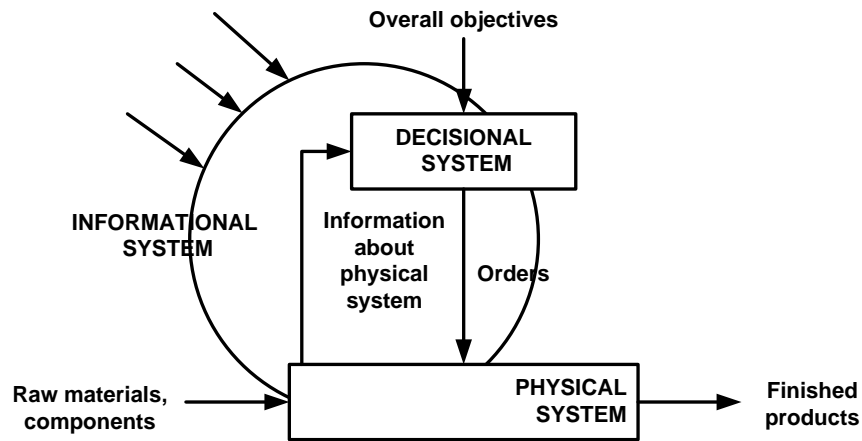 Overall objectives
DECISIONAL
SYSTEM
INFORMATIONAL
SYSTEM
Information
about
physical
system
Orders
Raw materials,
components
PHYSICAL
SYSTEM
Finished
products